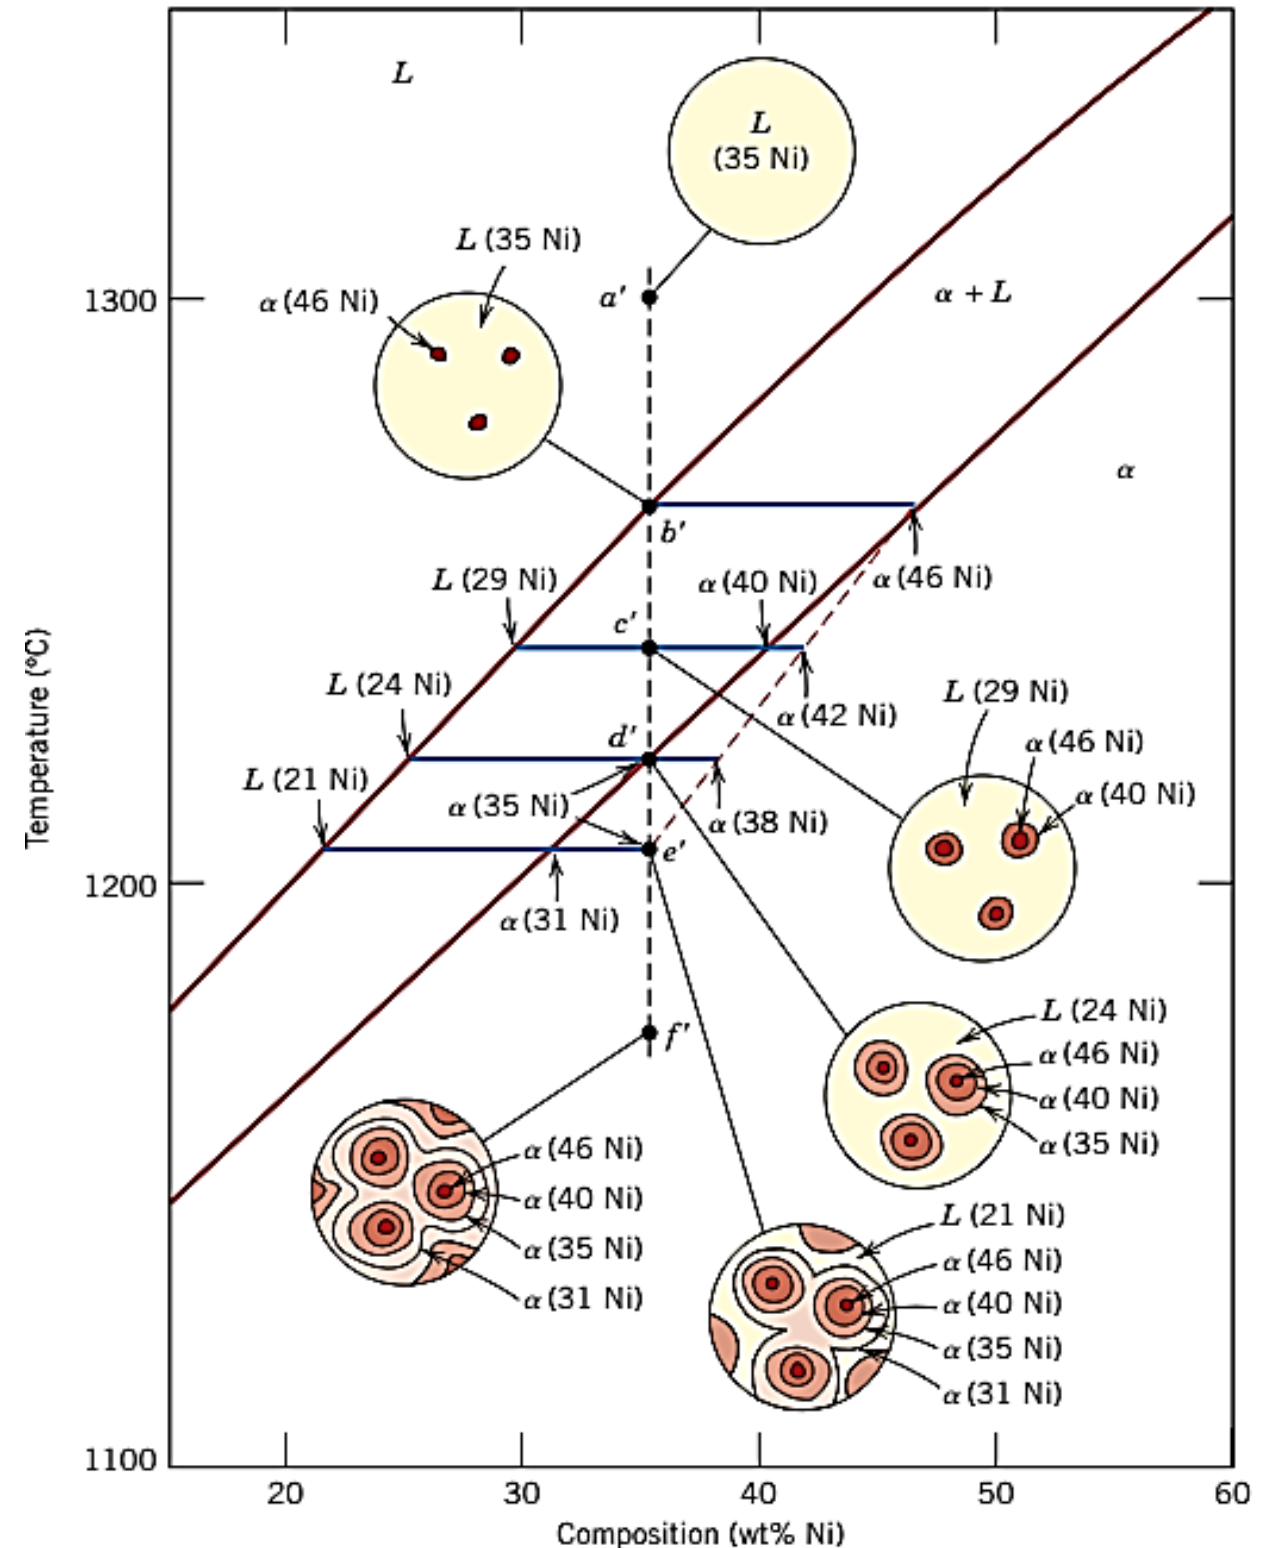 L
L
(35 Ni)
L (35 Ni)
α (46 Ni)
a′
1300
α + L
α
b′
L (29 Ni)
α (40 Ni)
α (46 Ni)
c′
L (24 Ni)
α (42 Ni)
L (29 Ni)
d′
α (46 Ni)
L (21 Ni)
α (40 Ni)
α (35 Ni)
α (38 Ni)
e′
Temperature (°C)
1200
α (31 Ni)
L (24 Ni)
f′
α (46 Ni)
α (40 Ni)
α (35 Ni)
α (46 Ni)
α (40 Ni)
α (35 Ni)
α (31 Ni)
L (21 Ni)
α (46 Ni)
α (40 Ni)
α (35 Ni)
α (31 Ni)
1100
20
30
40
50
60
Composition (wt% Ni)